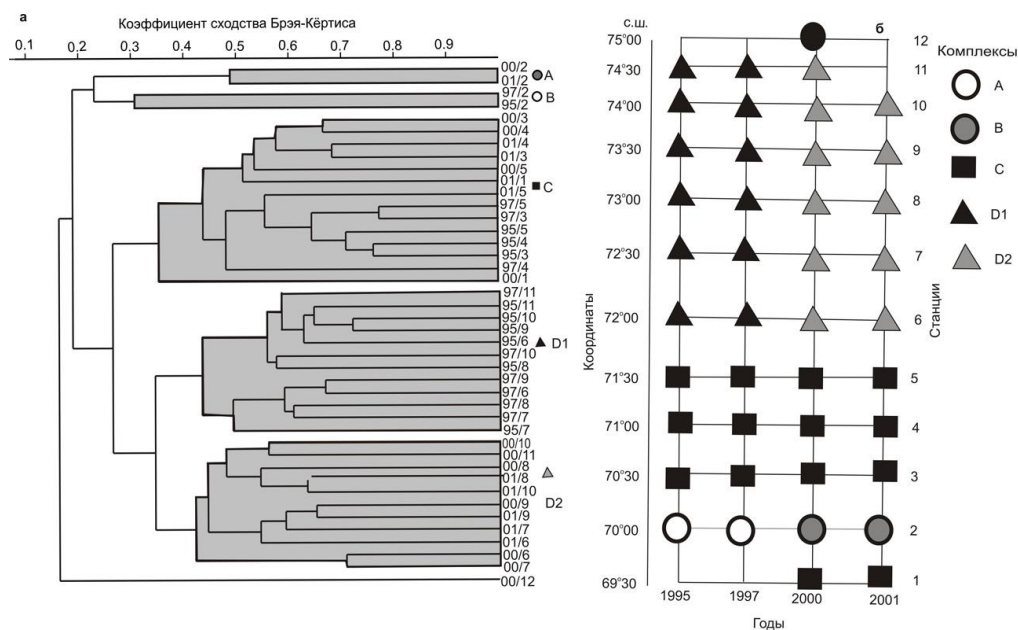 а
Коэффициент сходства Брэя-Кёртиса
0.1 0.2 0.3 0.4 0.5 0.6 0.7 0.8 0.9
00/2
01/2
A
97/2
95/2
B
00/3
00/4
01/4
01/3
00/5
01/1
C
01/5
97/5
97/3
95/5
95/4
95/3
97/4
00/1
97/11
95/11
95/10
95/9
95/6
D1
97/10
95/8
97/9
97/6
97/8
97/7
95/7
00/10
00/11
00/8
01/8
01/10
D2
00/9
01/9
01/7
01/6
00/6
00/7
00/12
с.ш.
б
75°00 12
74°30 11
74°00 10
73°30 9
73°00 8
72°30 7
72°00 6
71°30 5
71°00 4
70°30 3
70°00 2
69°30 1
Координаты
Станции
1995 1997 2000 2001
Годы
Комплексы
A
B
C
D1
D2